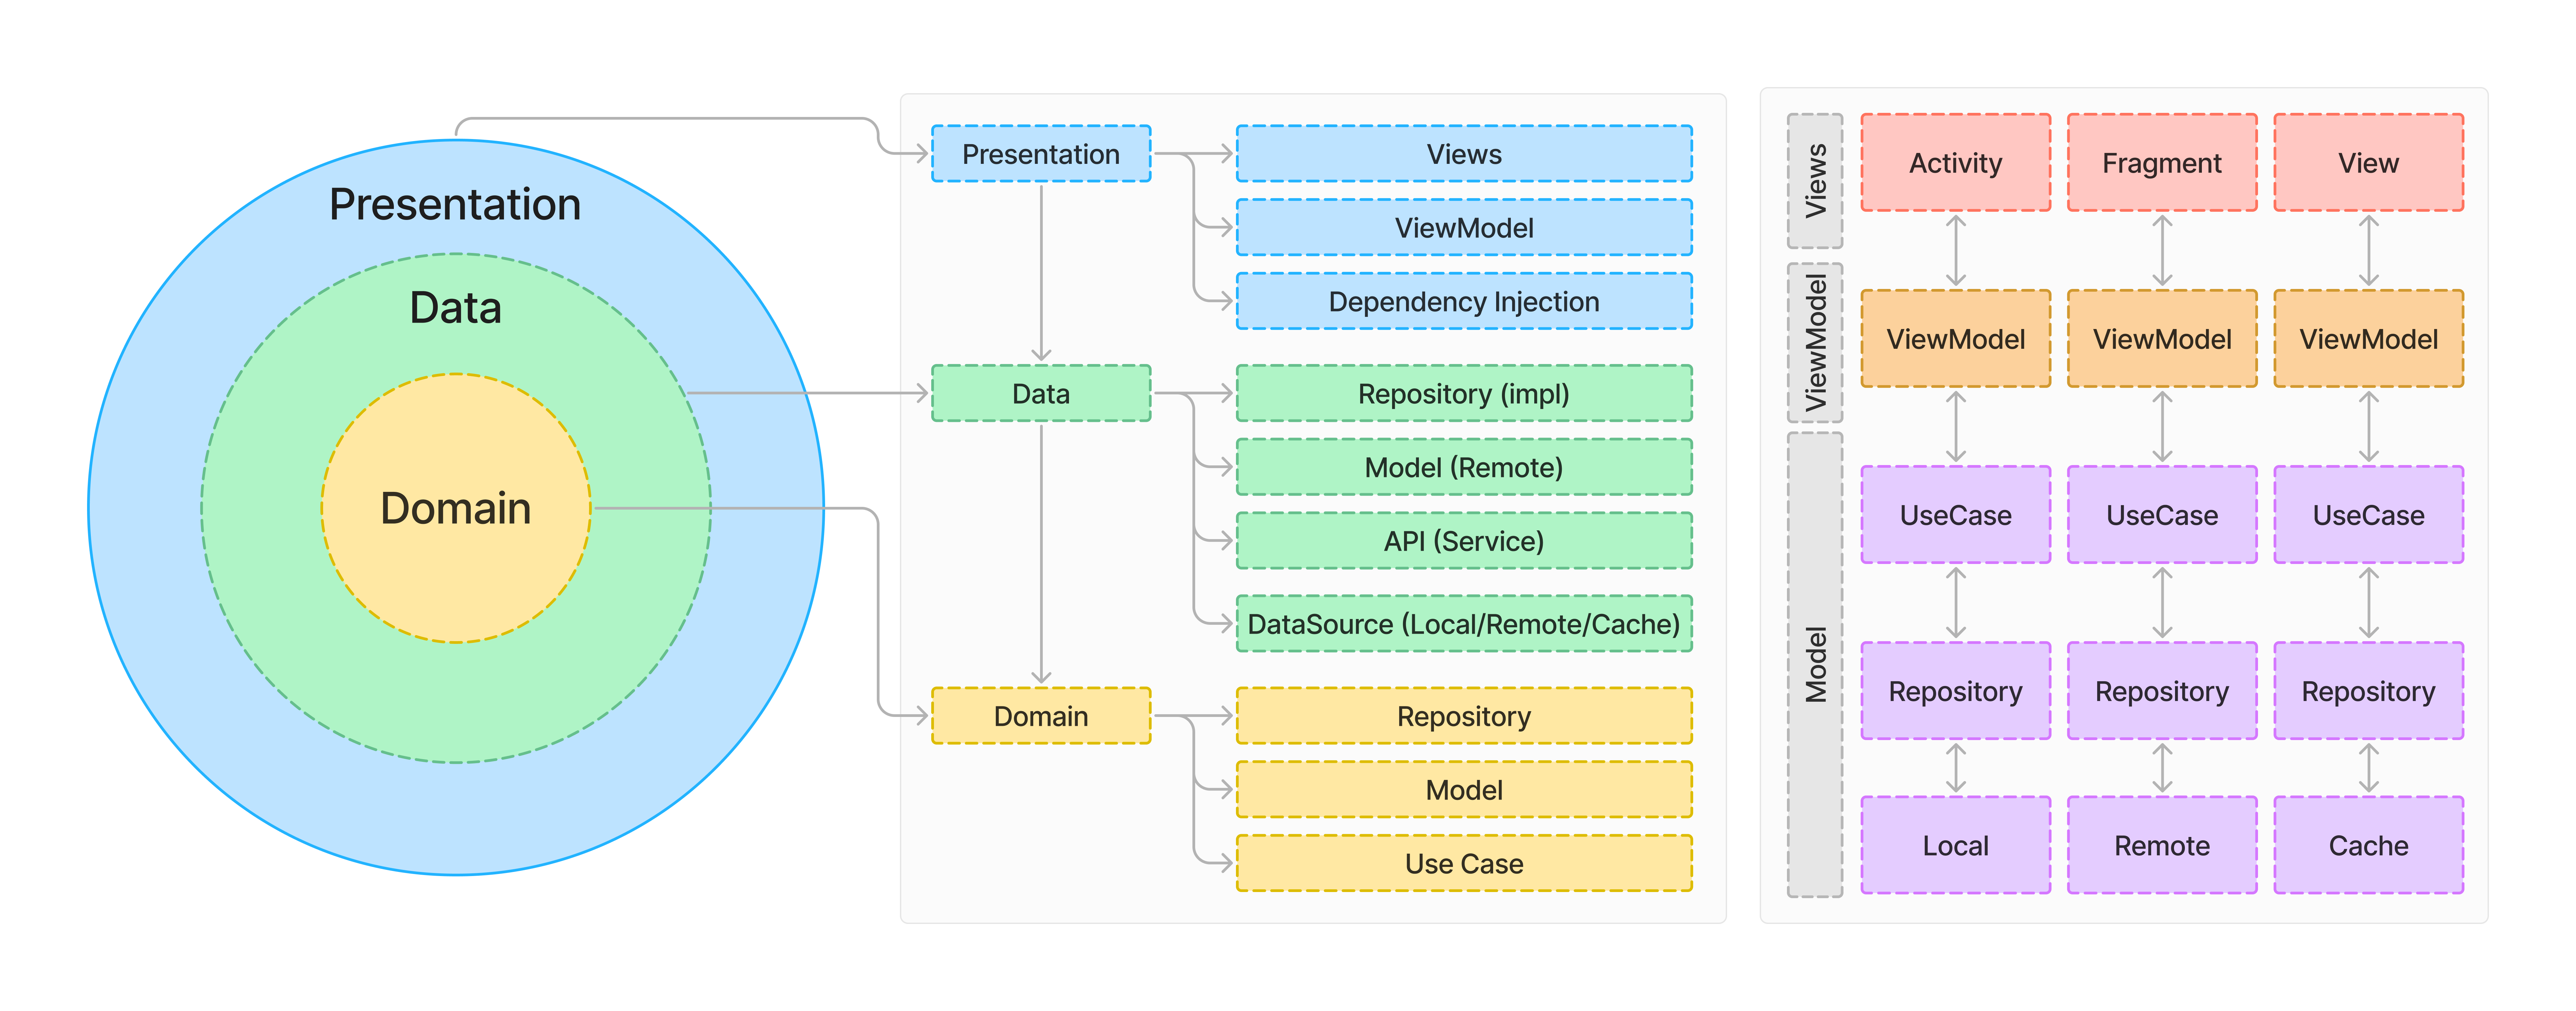 Presentation
Data
Domain
Presentation
Views
ViewModel
Dependency Injection
Data
Repository (impl)
Model (Remote)
API (Service)
DataSource (Local/Remote/Cache)
Domain
Repository
Model
Use Case
Views
Activity
Fragment
View
ViewModel
ViewModel
ViewModel
ViewModel
Model
UseCase
UseCase
UseCase
Repository
Repository
Repository
Local
Remote
Cache